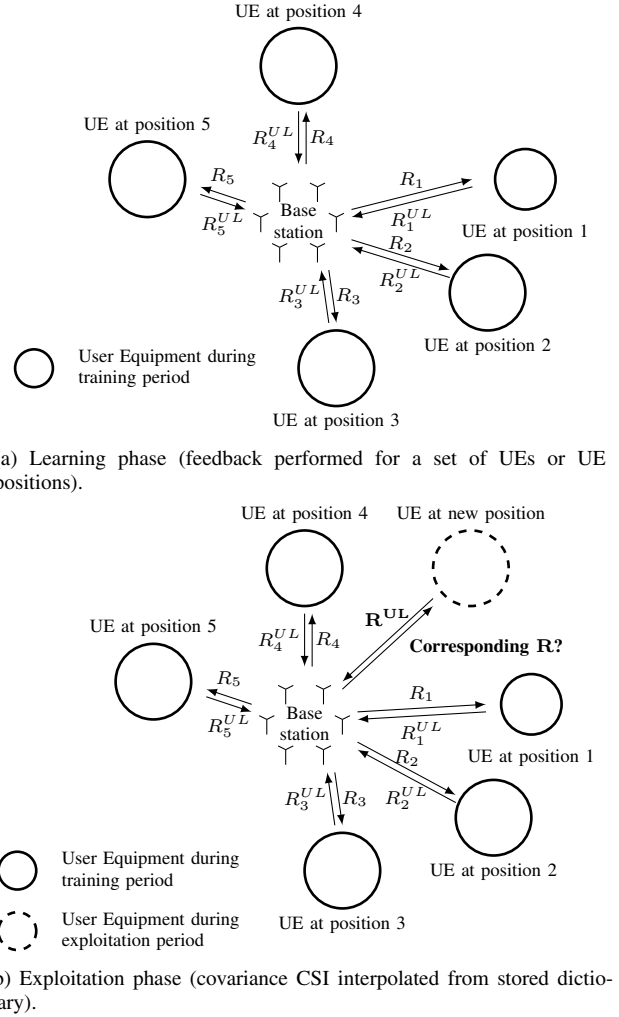 UE at position 4
UE at position 5
R_4^{UL} R_4
R_5
R_5^{UL}
R_1
R_1^{UL}
Base
station
UE at position 1
R_2
R_2^{UL}
R_3^{UL} R_3
UE at position 2
User Equipment during
training period
UE at position 3
a) Learning phase (feedback performed for a set of UEs or UE
positions).
UE at position 4 UE at new position
R^{UL}
UE at position 5
R_4^{UL} R_4
Corresponding R?
R_5
R_5^{UL}
R_1
R_1^{UL}
Base
station
UE at position 1
R_2
R_2^{UL}
R_3^{UL} R_3
UE at position 2
User Equipment during
training period
UE at position 3
User Equipment during
exploitation period
) Exploitation phase (covariance CSI interpolated from stored dictio-
ary).